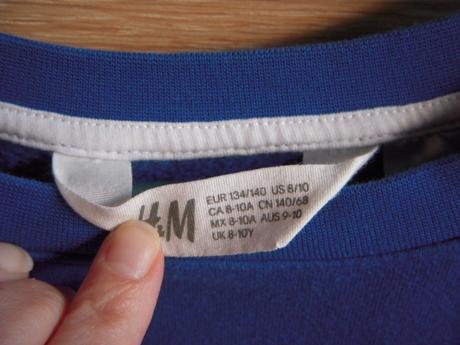 H&M
EUR 134/140 US 8/10
CA 8-10A CN 140/68
MX 8-10A AUS 9-10
UK 8-10Y